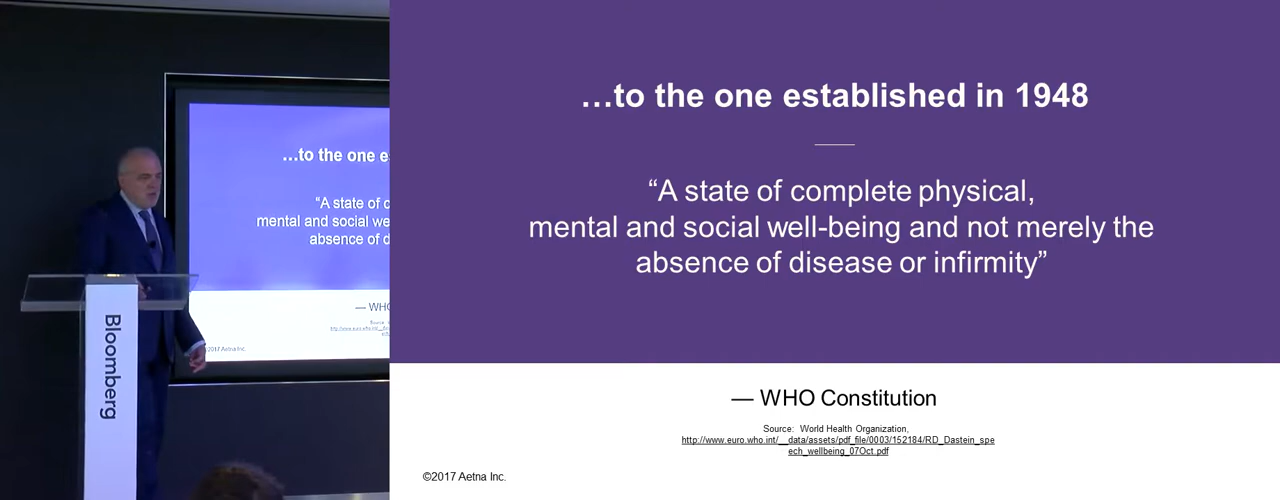 …to the one es
“A state of c
mental and social we
absence of d
— WHO
©2017 Aetna Inc.
Bloomberg
…to the one established in 1948
“A state of complete physical,
mental and social well-being and not merely the
absence of disease or infirmity”
— WHO Constitution
Source: World Health Organization,
http://www.euro.who.int/__data/assets/pdf_file/0003/152184/RD_Dastein_spe
ech_wellbeing_07Oct.pdf
©2017 Aetna Inc.